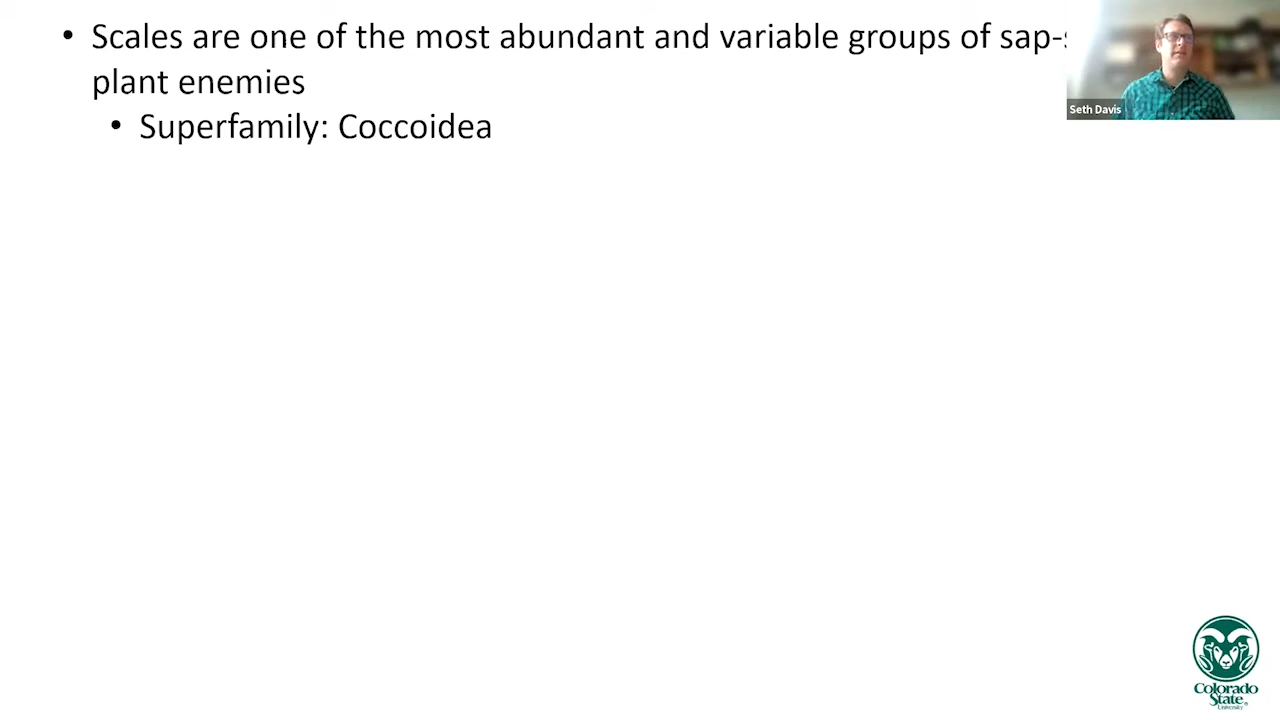 • Scales are one of the most abundant and variable groups of sap-
plant enemies
• Superfamily: Coccoidea
Seth Davis
Colorado
State
University